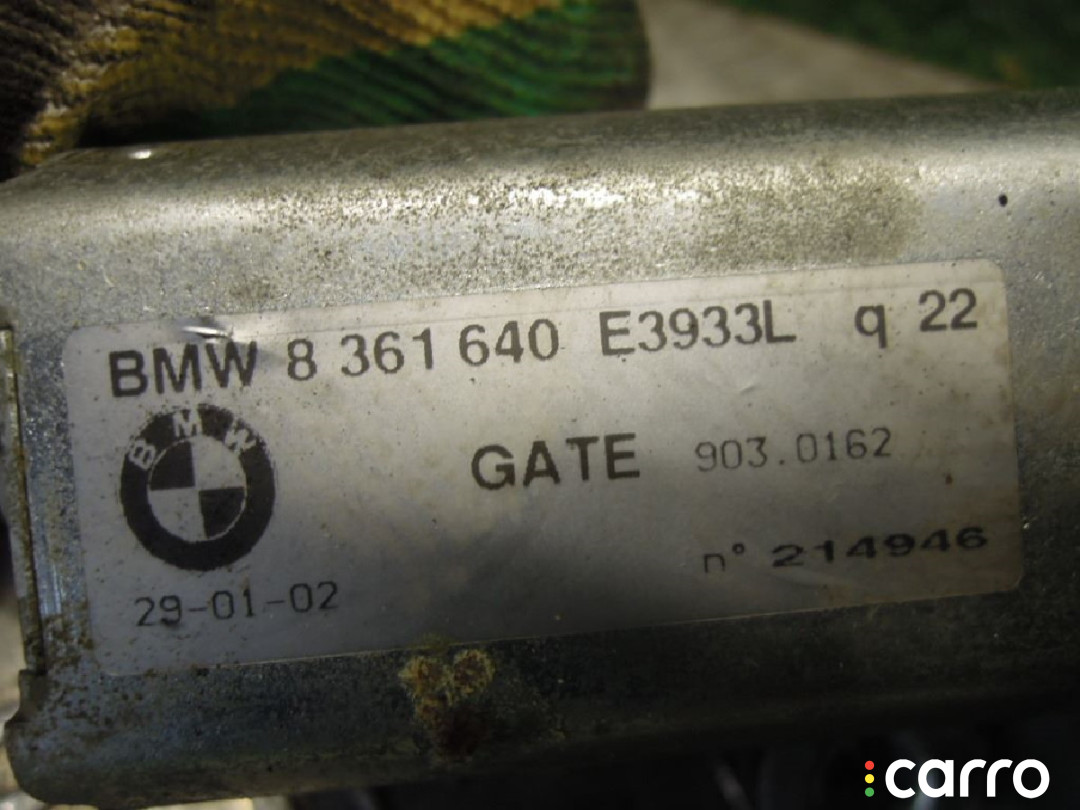 BMW 8 361 640 E3933L q 22
BMW
GATE 903.0162
n° 214946
29-01-02
carro